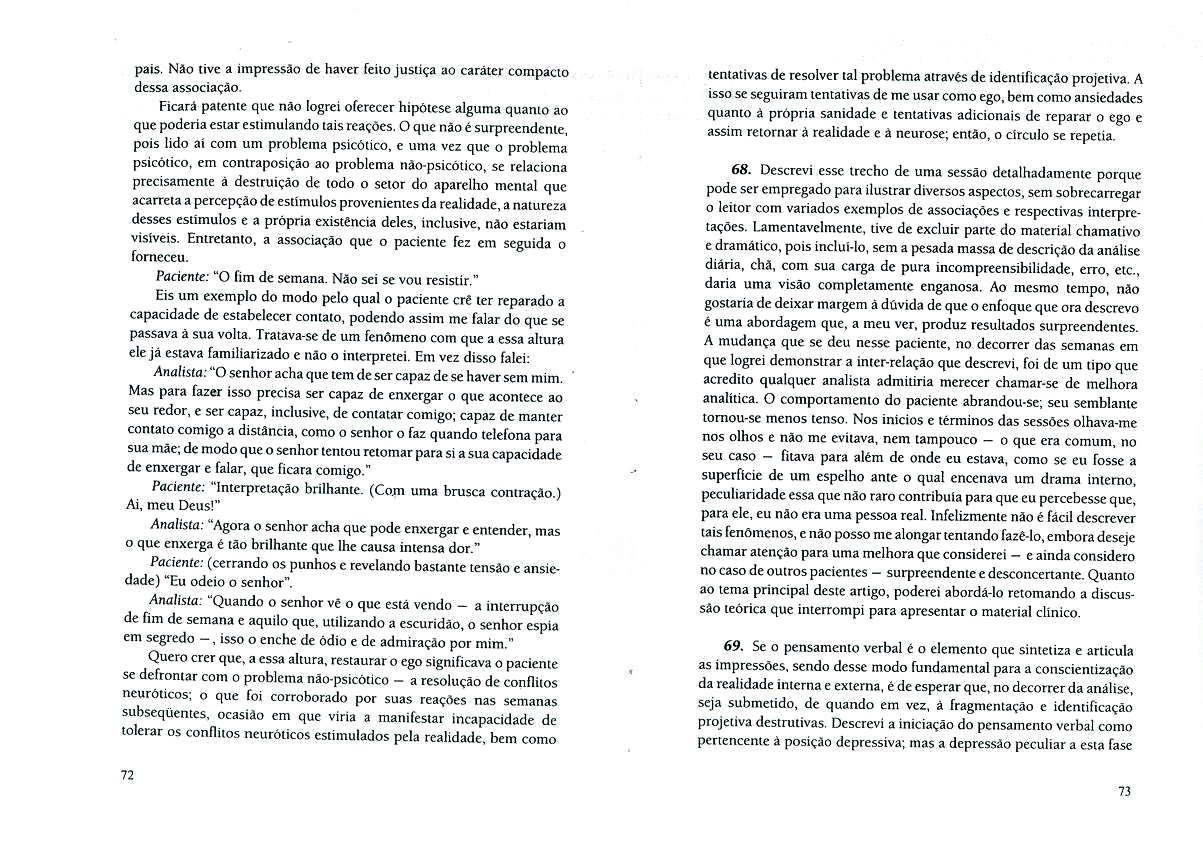 pais. Não tive a impressão de haver feito justiça ao caráter compacto
dessa associação.
Ficará patente que não logrei oferecer hipótese alguma quanto ao
que poderia estar estimulando tais reações. O que não é surpreendente,
pois lido aí com um problema psicótico, e uma vez que o problema
psicótico, em contraposição ao problema não-psicótico, se relaciona
precisamente à destruição de todo o setor do aparelho mental que
acarreta a percepção de estímulos provenientes da realidade, a natureza
desses estímulos e a própria existência deles, inclusive, não estariam
visíveis. Entretanto, a associação que o paciente fez em seguida o
forneceu.
Paciente: “O fim de semana. Não sei se vou resistir.”
Eis um exemplo do modo pelo qual o paciente crê ter reparado a
capacidade de estabelecer contato, podendo assim me falar do que se
passava à sua volta. Tratava-se de um fenômeno com que a essa altura
ele já estava familiarizado e não o interpretei. Em vez disso falei:
Analista: “O senhor acha que tem de ser capaz de se haver sem mim.
Mas para fazer isso precisa ser capaz de enxergar o que acontece ao
seu redor, e ser capaz, inclusive, de contatar comigo; capaz de manter
contato comigo a distância, como o senhor o faz quando telefona para
sua mãe; de modo que o senhor tentou retomar para si a sua capacidade
de enxergar e falar, que ficara comigo.”
Paciente: “Interpretação brilhante. (Com uma brusca contração.)
Ai, meu Deus!”
Analista: “Agora o senhor acha que pode enxergar e entender, mas
o que enxerga é tão brilhante que lhe causa intensa dor.”
Paciente: (cerrando os punhos e revelando bastante tensão e ansie-
dade) “Eu odeio o senhor”.
Analista: “Quando o senhor vê o que está vendo — a interrupção
de fim de semana e aquilo que, utilizando a escuridão, o senhor espia
em segredo —, isso o enche de ódio e de admiração por mim.”
Quero crer que, a essa altura, restaurar o ego significava o paciente
se defrontar com o problema não-psicótico — a resolução de conflitos
neuróticos; o que foi corroborado por suas reações nas semanas
subseqüentes, ocasião em que viria a manifestar incapacidade de
tolerar os conflitos neuróticos estimulados pela realidade, bem como
72
tentativas de resolver tal problema através de identificação projetiva. A
isso se seguiram tentativas de me usar como ego, bem como ansiedades
quanto à própria sanidade e tentativas adicionais de reparar o ego e
assim retornar à realidade e à neurose; então, o círculo se repetia.
68. Descrevi esse trecho de uma sessão detalhadamente porque
pode ser empregado para ilustrar diversos aspectos, sem sobrecarregar
o leitor com variados exemplos de associações e respectivas interpre-
tações. Lamentavelmente, tive de excluir parte do material chamativo
e dramático, pois incluí-lo, sem a pesada massa de descrição da análise
diária, chã, com sua carga de pura incompreensibilidade, erro, etc.,
daria uma visão completamente enganosa. Ao mesmo tempo, não
gostaria de deixar margem à dúvida de que o enfoque que ora descrevo
é uma abordagem que, a meu ver, produz resultados surpreendentes.
A mudança que se deu nesse paciente, no decorrer das semanas em
que logrei demonstrar a inter-relação que descrevi, foi de um tipo que
acredito qualquer analista admitiria merecer chamar-se de melhora
analítica. O comportamento do paciente abrandou-se; seu semblante
tornou-se menos tenso. Nos inícios e términos das sessões olhava-me
nos olhos e não me evitava, nem tampouco — o que era comum, no
seu caso — fitava para além de onde eu estava, como se eu fosse a
superfície de um espelho ante o qual encenava um drama interno,
peculiaridade essa que não raro contribuía para que eu percebesse que,
para ele, eu não era uma pessoa real. Infelizmente não é fácil descrever
tais fenômenos, e não posso me alongar tentando fazê-lo, embora deseje
chamar atenção para uma melhora que considerei — e ainda considero
no caso de outros pacientes — surpreendente e desconcertante. Quanto
ao tema principal deste artigo, poderei abordá-lo retomando a discus-
são teórica que interrompi para apresentar o material clínico.
69. Se o pensamento verbal é o elemento que sintetiza e articula
as impressões, sendo desse modo fundamental para a conscientização
da realidade interna e externa, é de esperar que, no decorrer da análise,
seja submetido, de quando em vez, à fragmentação e identificação
projetiva destrutivas. Descrevi a iniciação do pensamento verbal como
pertencente à posição depressiva; mas a depressão peculiar a esta fase
73